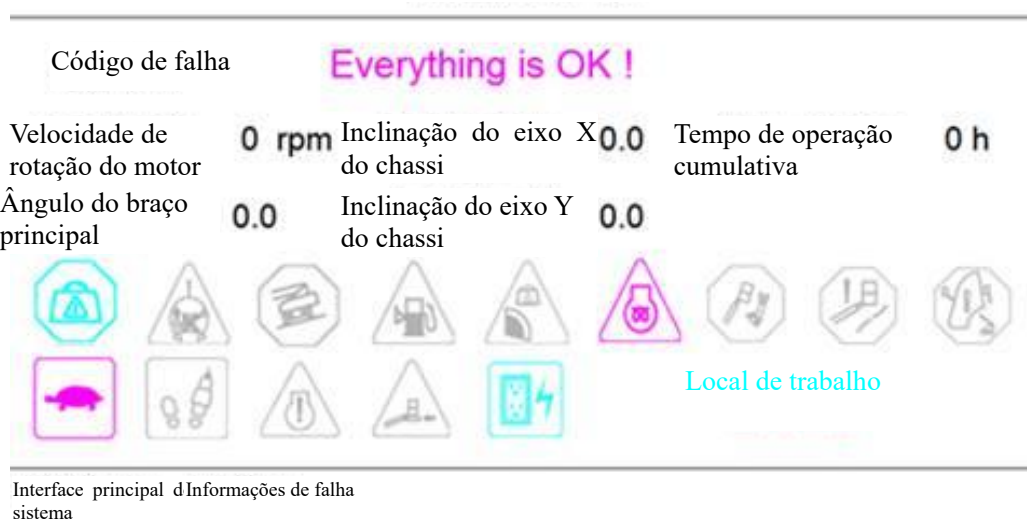 Código de falha Everything is OK !
Velocidade de rotação do motor 0 rpm Inclinação do eixo X do chassi 0.0 Tempo de operação cumulativa 0 h
Ângulo do braço principal 0.0 Inclinação do eixo Y do chassi 0.0
Local de trabalho
Interface principal d Informações de falha
sistema